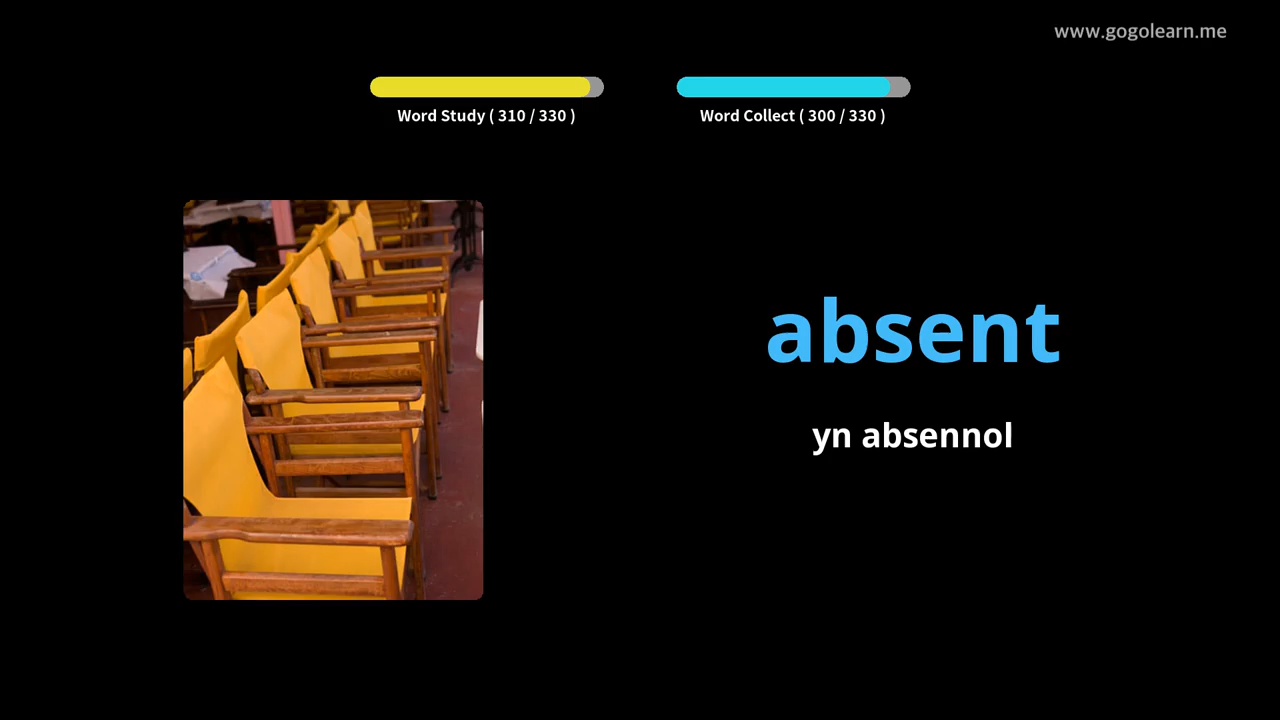 www.gogolearn.me
Word Study ( 310 / 330 )
Word Collect ( 300 / 330 )
absent
yn absennol